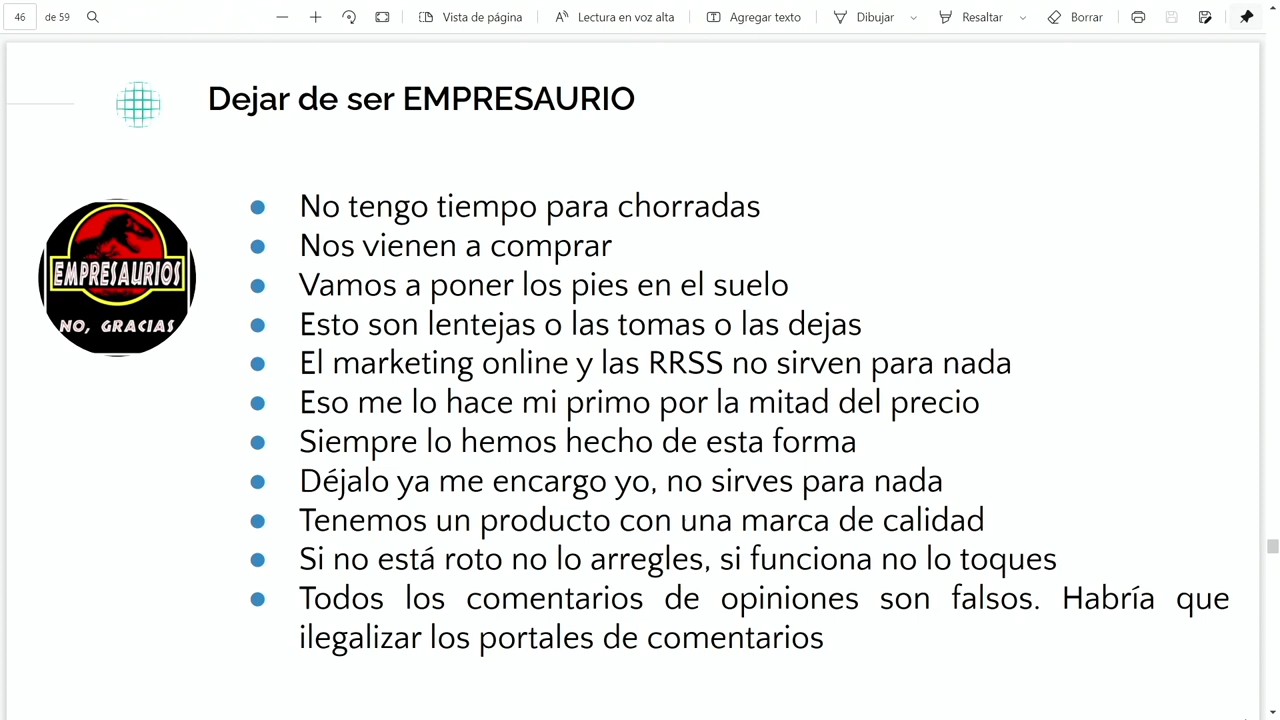 46 de 59 Vista de página Lectura en voz alta Agregar texto Dibujar Resaltar Borrar
Dejar de ser EMPRESAURIO
No tengo tiempo para chorradas
Nos vienen a comprar
Vamos a poner los pies en el suelo
EMPRESAURIOS
NO, GRACIAS
Esto son lentejas o las tomas o las dejas
El marketing online y las RRSS no sirven para nada
Eso me lo hace mi primo por la mitad del precio
Siempre lo hemos hecho de esta forma
Déjalo ya me encargo yo, no sirves para nada
Tenemos un producto con una marca de calidad
Si no está roto no lo arregles, si funciona no lo toques
Todos los comentarios de opiniones son falsos. Habría que
ilegalizar los portales de comentarios